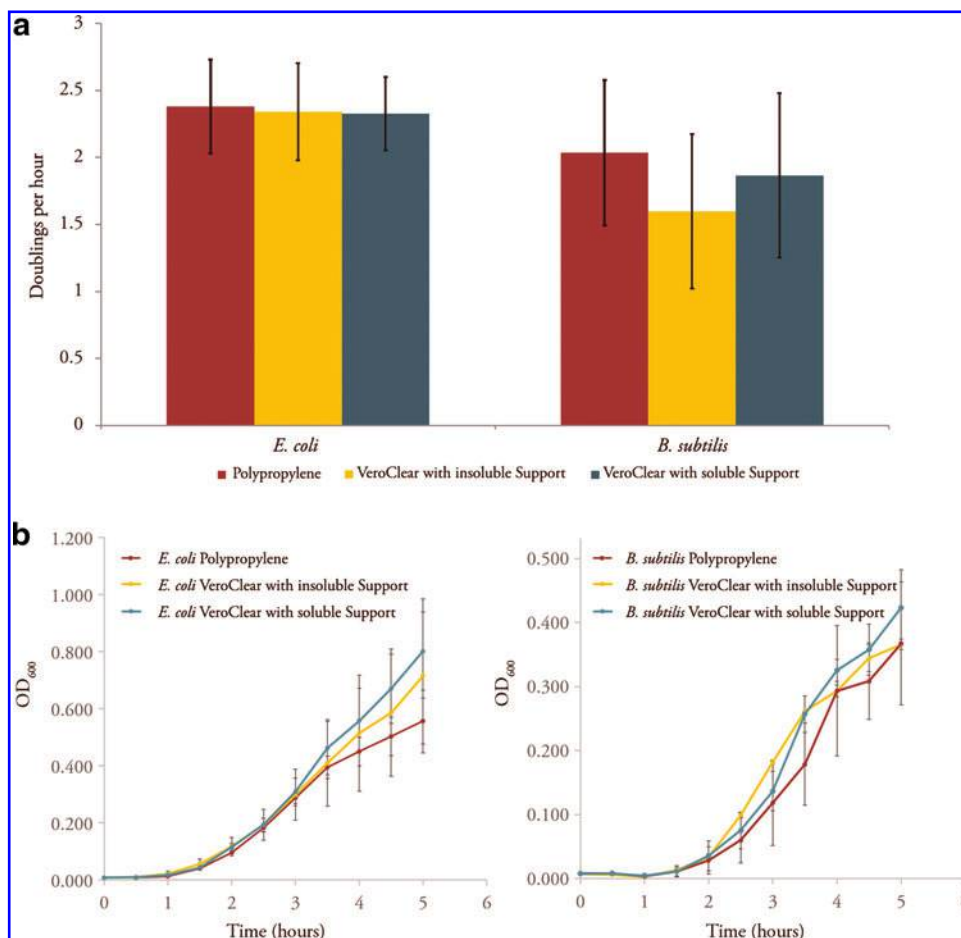 a
3
2.5
2
1.5
1
0.5
0
Doublings per hour
E. coli
B. subtilis
Polypropylene
VeroClear with insoluble Support
VeroClear with soluble Support
b
1.200
1.000
0.800
0.600
0.400
0.200
0.000
OD600
E. coli Polypropylene
E. coli VeroClear with insoluble Support
E. coli VeroClear with soluble Support
0 1 2 3 4 5 6
Time (hours)
0.500
0.400
0.300
0.200
0.100
0.000
OD600
B. subtilis Polypropylene
B. subtilis VeroClear with insoluble Support
B. subtilis VeroClear with soluble Support
0 1 2 3 4 5
Time (hours)